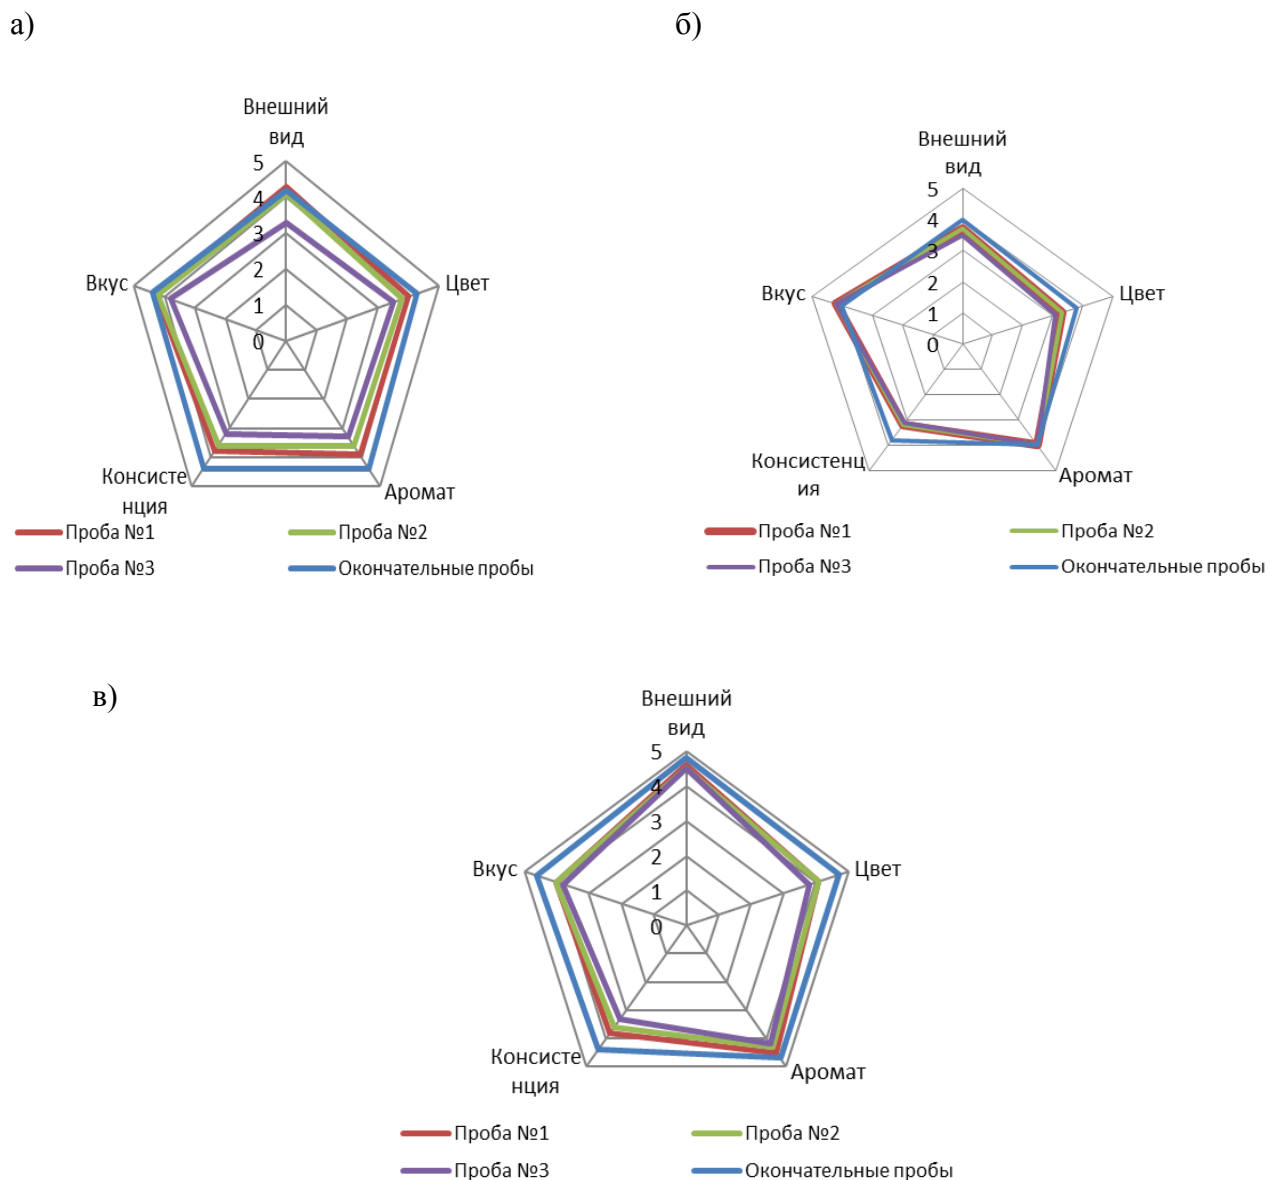 а)
б)
Внешний
вид
5
4
3
2
1
0
Цвет
Аромат
Консисте
нция
Вкус
Проба №1
Проба №2
Проба №3
Окончательные пробы
Внешний
вид
5
4
3
2
1
0
Цвет
Аромат
Консистенц
ия
Вкус
Проба №1
Проба №2
Проба №3
Окончательные пробы
в)
Внешний
вид
5
4
3
2
1
0
Цвет
Аромат
Консисте
нция
Вкус
Проба №1
Проба №2
Проба №3
Окончательные пробы